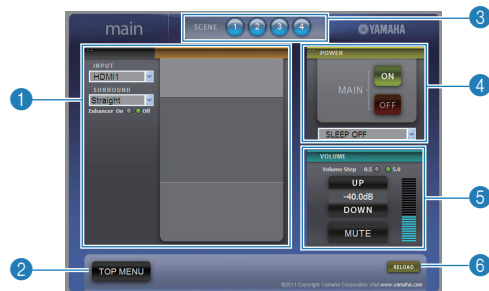 main
SCENE 1 2 3 4
YAMAHA
3
1
INPUT
HDMI1
SURROUND
Straight
Enhancer On Off
POWER
MAIN
ON
OFF
SLEEP OFF
4
VOLUME
Volume Step 0.5 5.0
UP
-40.0dB
DOWN
MUTE
5
2
TOP MENU
RELOAD
6
©2011 Copyright Yamaha Corporation Visit www.yamaha.com